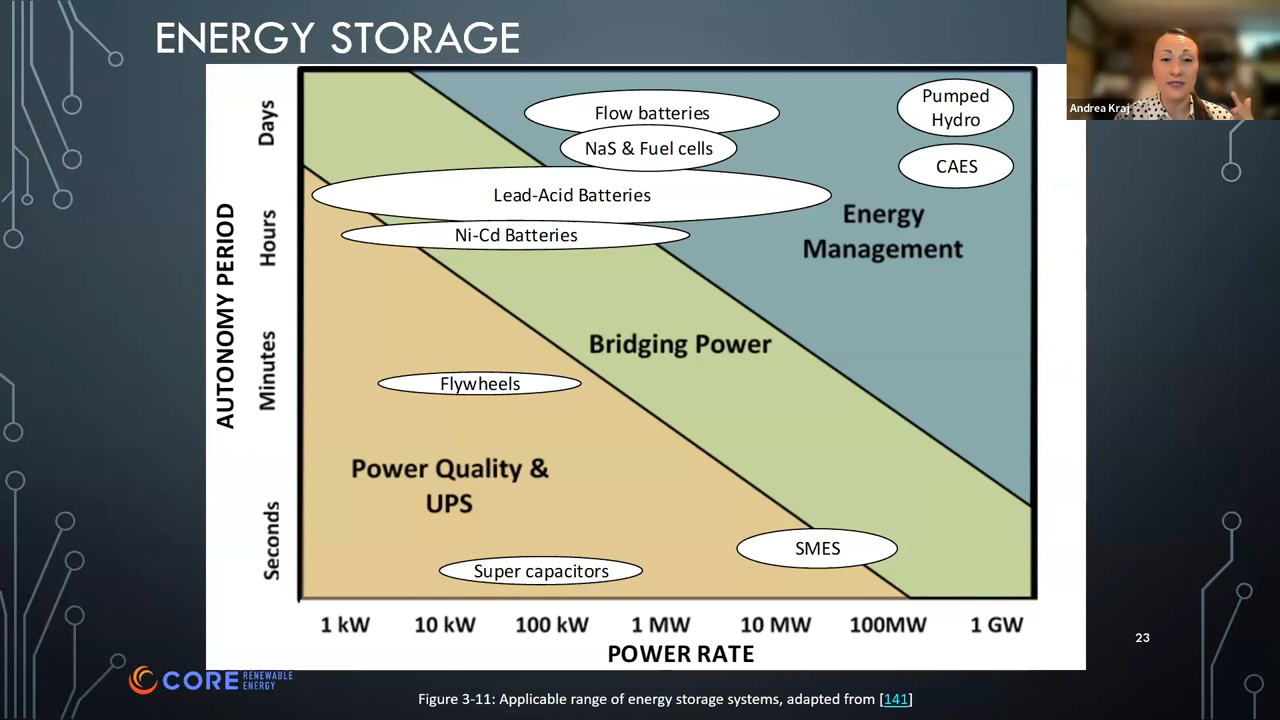 ENERGY STORAGE
Andrea Kraj
AUTONOMY PERIOD
Days
Hours
Minutes
Seconds
Flow batteries
NaS & Fuel cells
Pumped
Hydro
CAES
Lead-Acid Batteries
Ni-Cd Batteries
Energy
Management
Bridging Power
Flywheels
Power Quality &
UPS
SMES
Super capacitors
1 kW 10 kW 100 kW 1 MW 10 MW 100MW 1 GW
POWER RATE
23
CORE RENEWABLE
ENERGY
Figure 3-11: Applicable range of energy storage systems, adapted from [141]